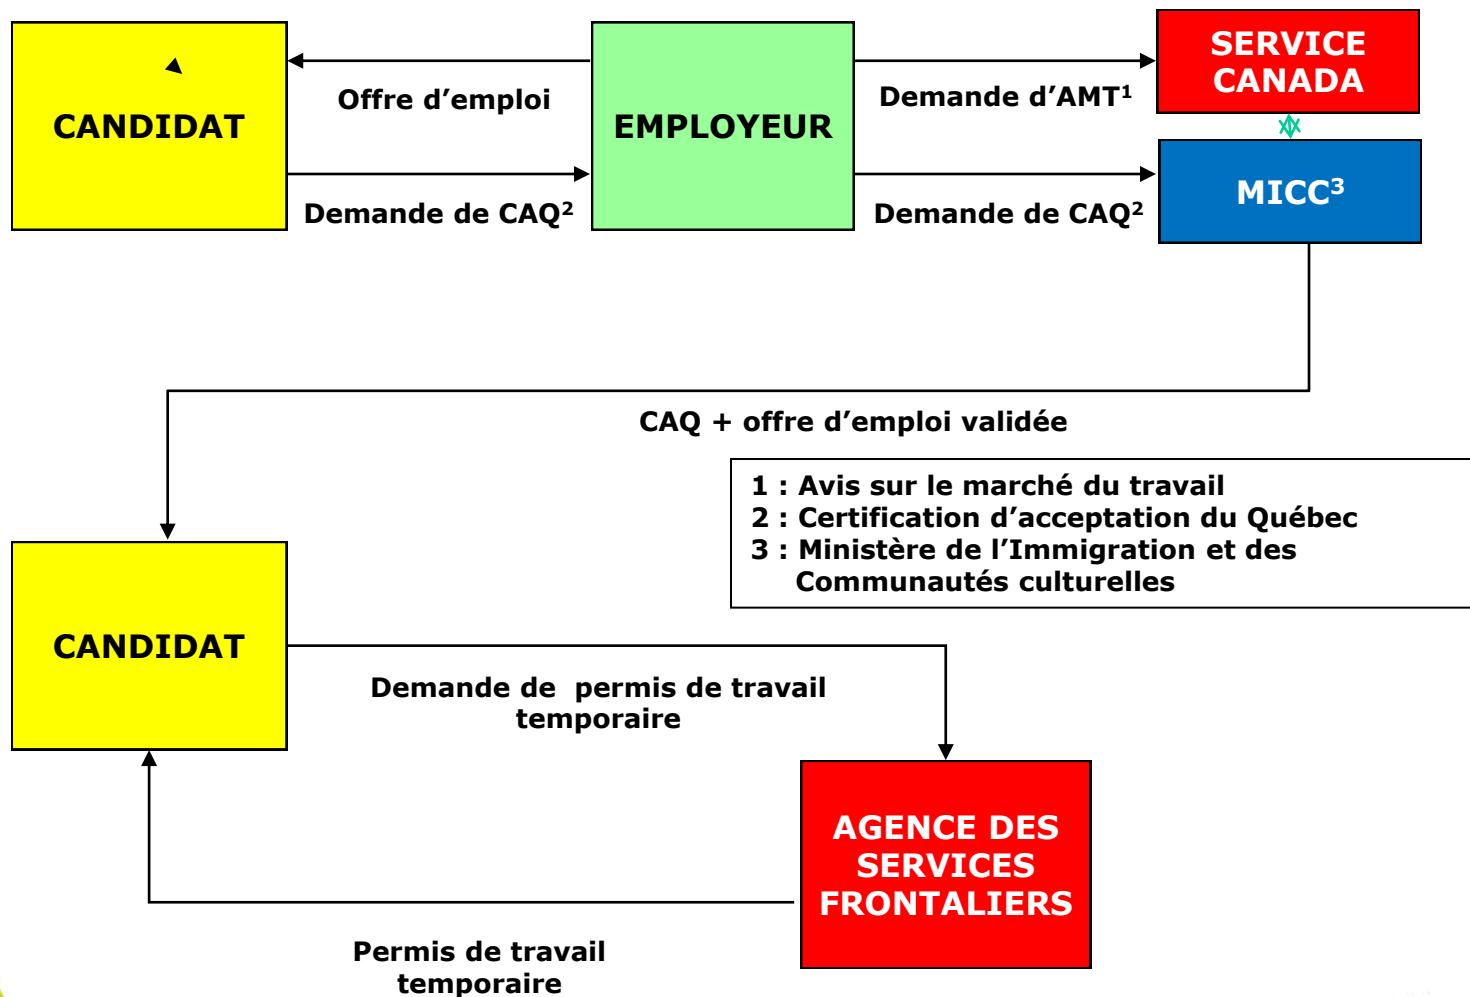 CANDIDAT
Offre d’emploi
Demande de CAQ²
EMPLOYEUR
Demande d’AMT¹
Demande de CAQ²
SERVICE
CANADA
MICC³
CAQ + offre d’emploi validée
1 : Avis sur le marché du travail
2 : Certification d’acceptation du Québec
3 : Ministère de l’Immigration et des
Communautés culturelles
CANDIDAT
Demande de  permis de travail
temporaire
AGENCE DES
SERVICES
FRONTALIERS
Permis de travail
temporaire